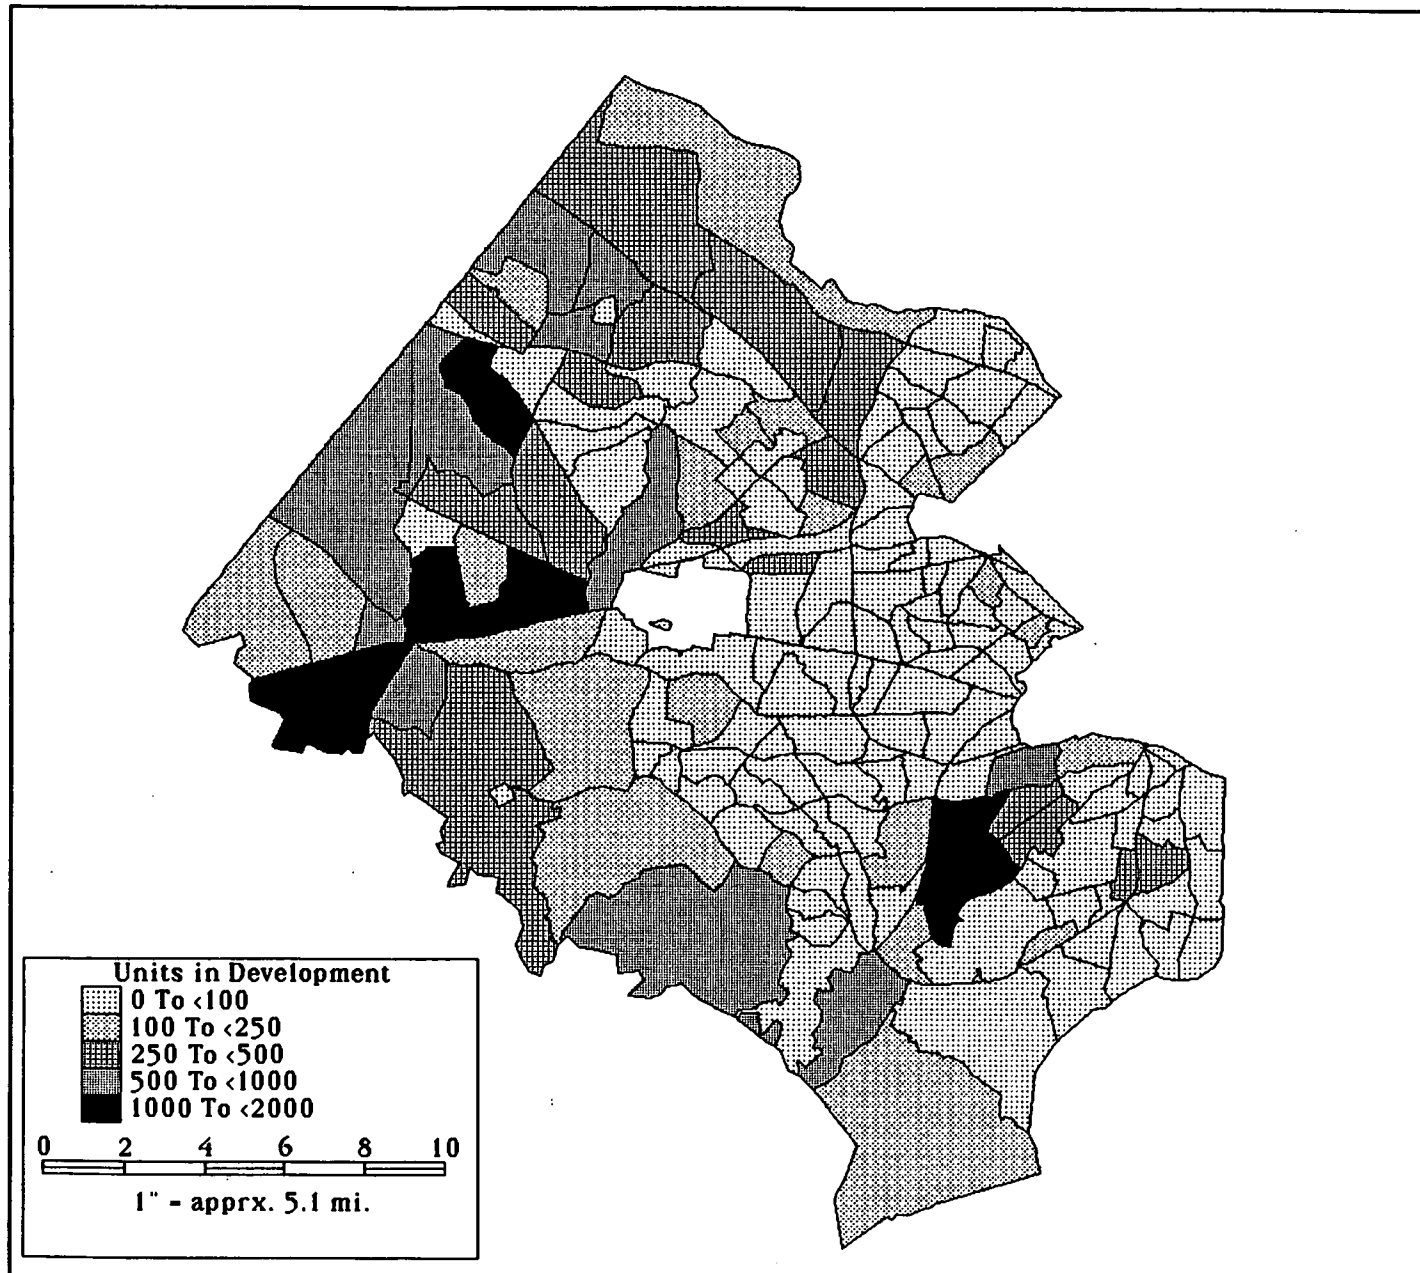 Units in Development
0 To <100
100 To <250
250 To <500
500 To <1000
1000 To <2000
0 2 4 6 8 10
1" - apprx. 5.1 mi.